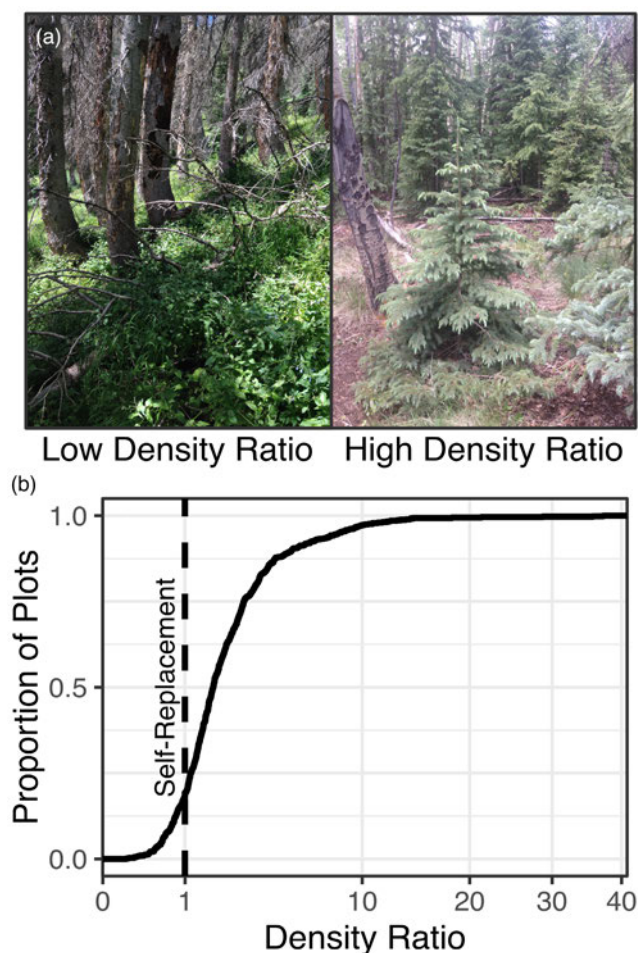 (a)
Low Density Ratio
High Density Ratio
(b)
Proportion of Plots
1.0
0.5
0.0
Self-Replacement
0
1
10
20
30
40
Density Ratio